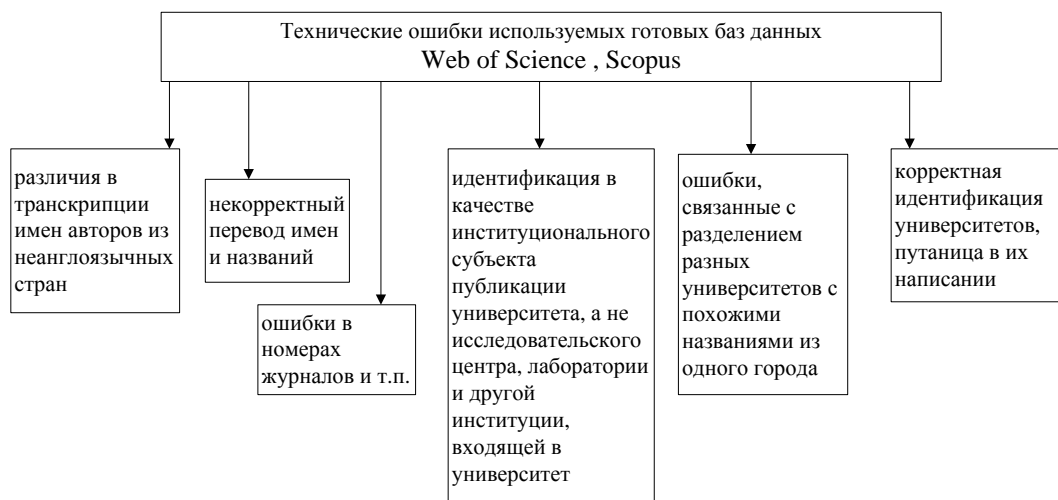 Технические ошибки используемых готовых баз данных
Web of Science , Scopus
различия в
транскрипции
имен авторов из
неанглоязычных
стран
некорректный
перевод имен
и названий
ошибки в
номерах
журналов и т.п.
идентификация в
качестве
институционального
субъекта
публикации
университета, а не
исследовательского
центра, лаборатории
и другой
институции,
входящей в
университет
ошибки,
связанные с
разделением
разных
университетов с
похожими
названиями из
одного города
корректная
идентификация
университетов,
путаница в их
написании